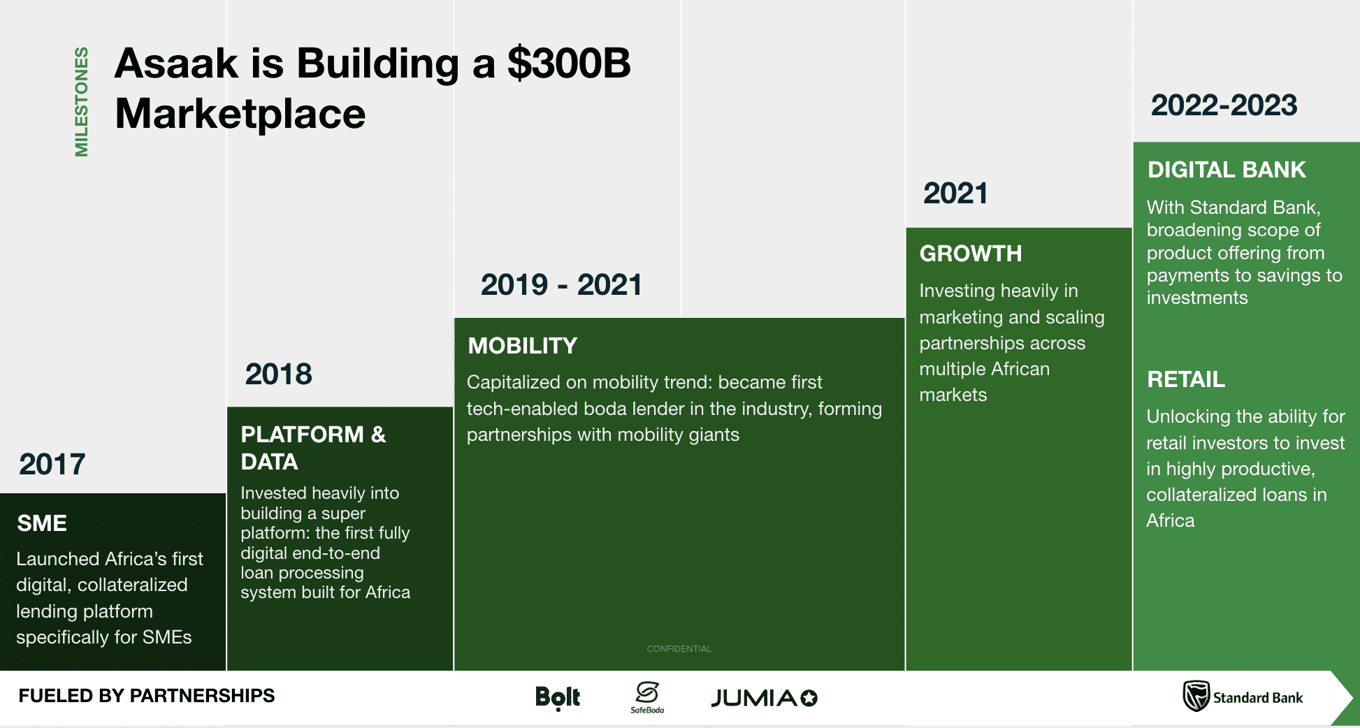 MILESTONES
Asaak is Building a $300B
Marketplace
2017
SME
Launched Africa’s first
digital, collateralized
lending platform
specifically for SMEs
2018
PLATFORM &
DATA
Invested heavily into
building a super
platform: the first fully
digital end-to-end
loan processing
system built for Africa
2019 - 2021
MOBILITY
Capitalized on mobility trend: became first
tech-enabled boda lender in the industry, forming
partnerships with mobility giants
2021
GROWTH
Investing heavily in
marketing and scaling
partnerships across
multiple African
markets
2022-2023
DIGITAL BANK
With Standard Bank,
broadening scope of
product offering from
payments to savings to
investments
RETAIL
Unlocking the ability for
retail investors to invest
in highly productive,
collateralized loans in
Africa
CONFIDENTIAL
FUELED BY PARTNERSHIPS
Bolt
SafeBoda
JUMIA
Standard Bank